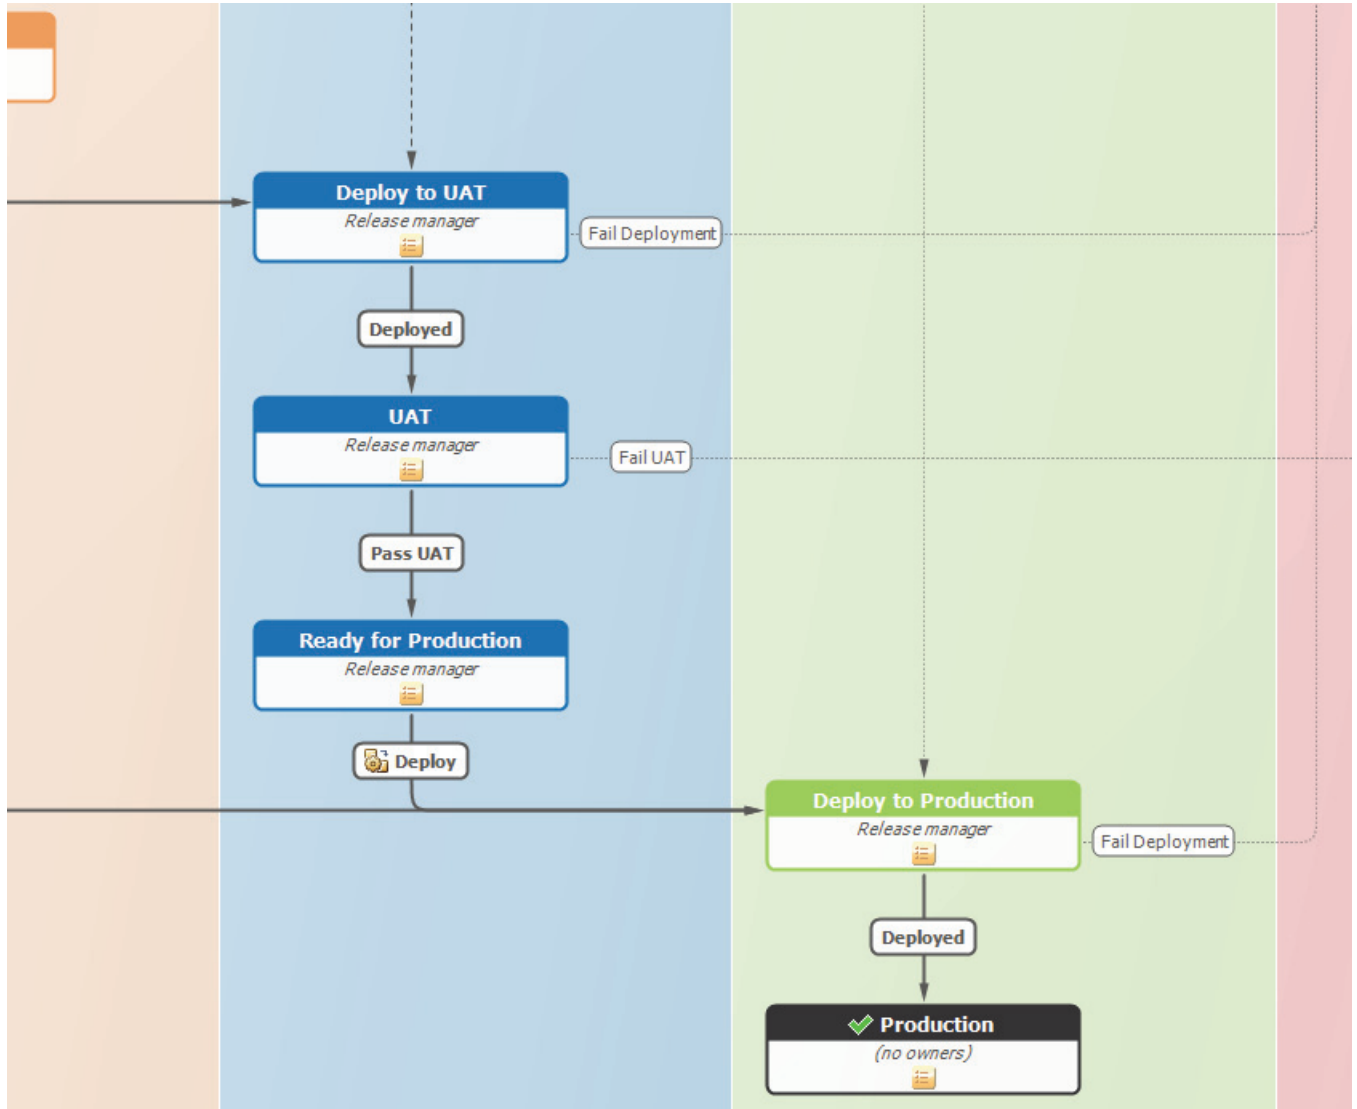 Deploy to UAT
Release manager
Fail Deployment
Deployed
UAT
Release manager
Fail UAT
Pass UAT
Ready for Production
Release manager
Deploy
Deploy to Production
Release manager
Fail Deployment
Deployed
Production
(no owners)